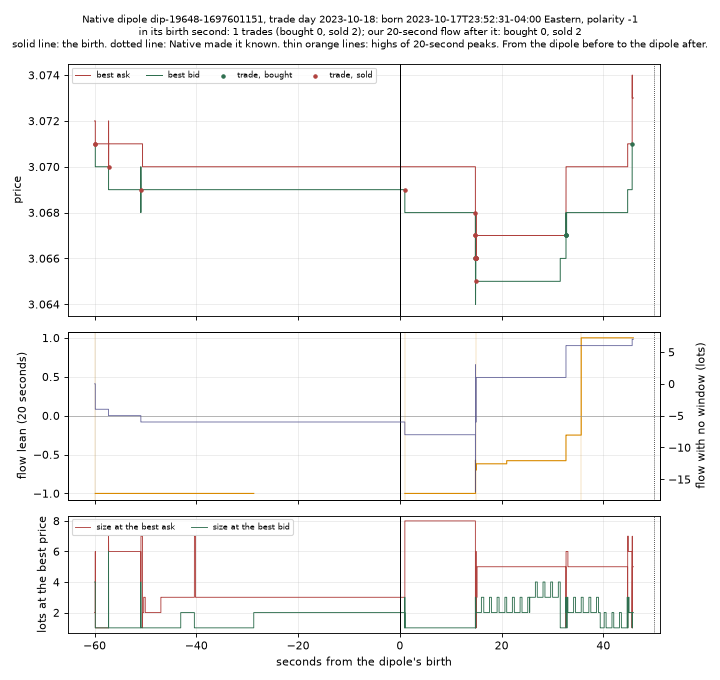 Native dipole dip-19648-1697601151, trade day 2023-10-18: born 2023-10-17T23:52:31-04:00 Eastern, polarity -1
in its birth second: 1 trades (bought 0, sold 2); our 20-second flow after it: bought 0, sold 2
solid line: the birth. dotted line: Native made it known. thin orange lines: highs of 20-second peaks. From the dipole before to the dipole after.
best ask best bid trade, bought trade, sold
3.074
3.072
3.070
3.068
3.066
3.064
price
1.0
0.5
0.0
−0.5
−1.0
flow lean (20 seconds)
5
0
−5
−10
−15
flow with no window (lots)
size at the best ask size at the best bid
8
6
4
2
lots at the best price
−60 −40 −20 0 20 40
seconds from the dipole's birth